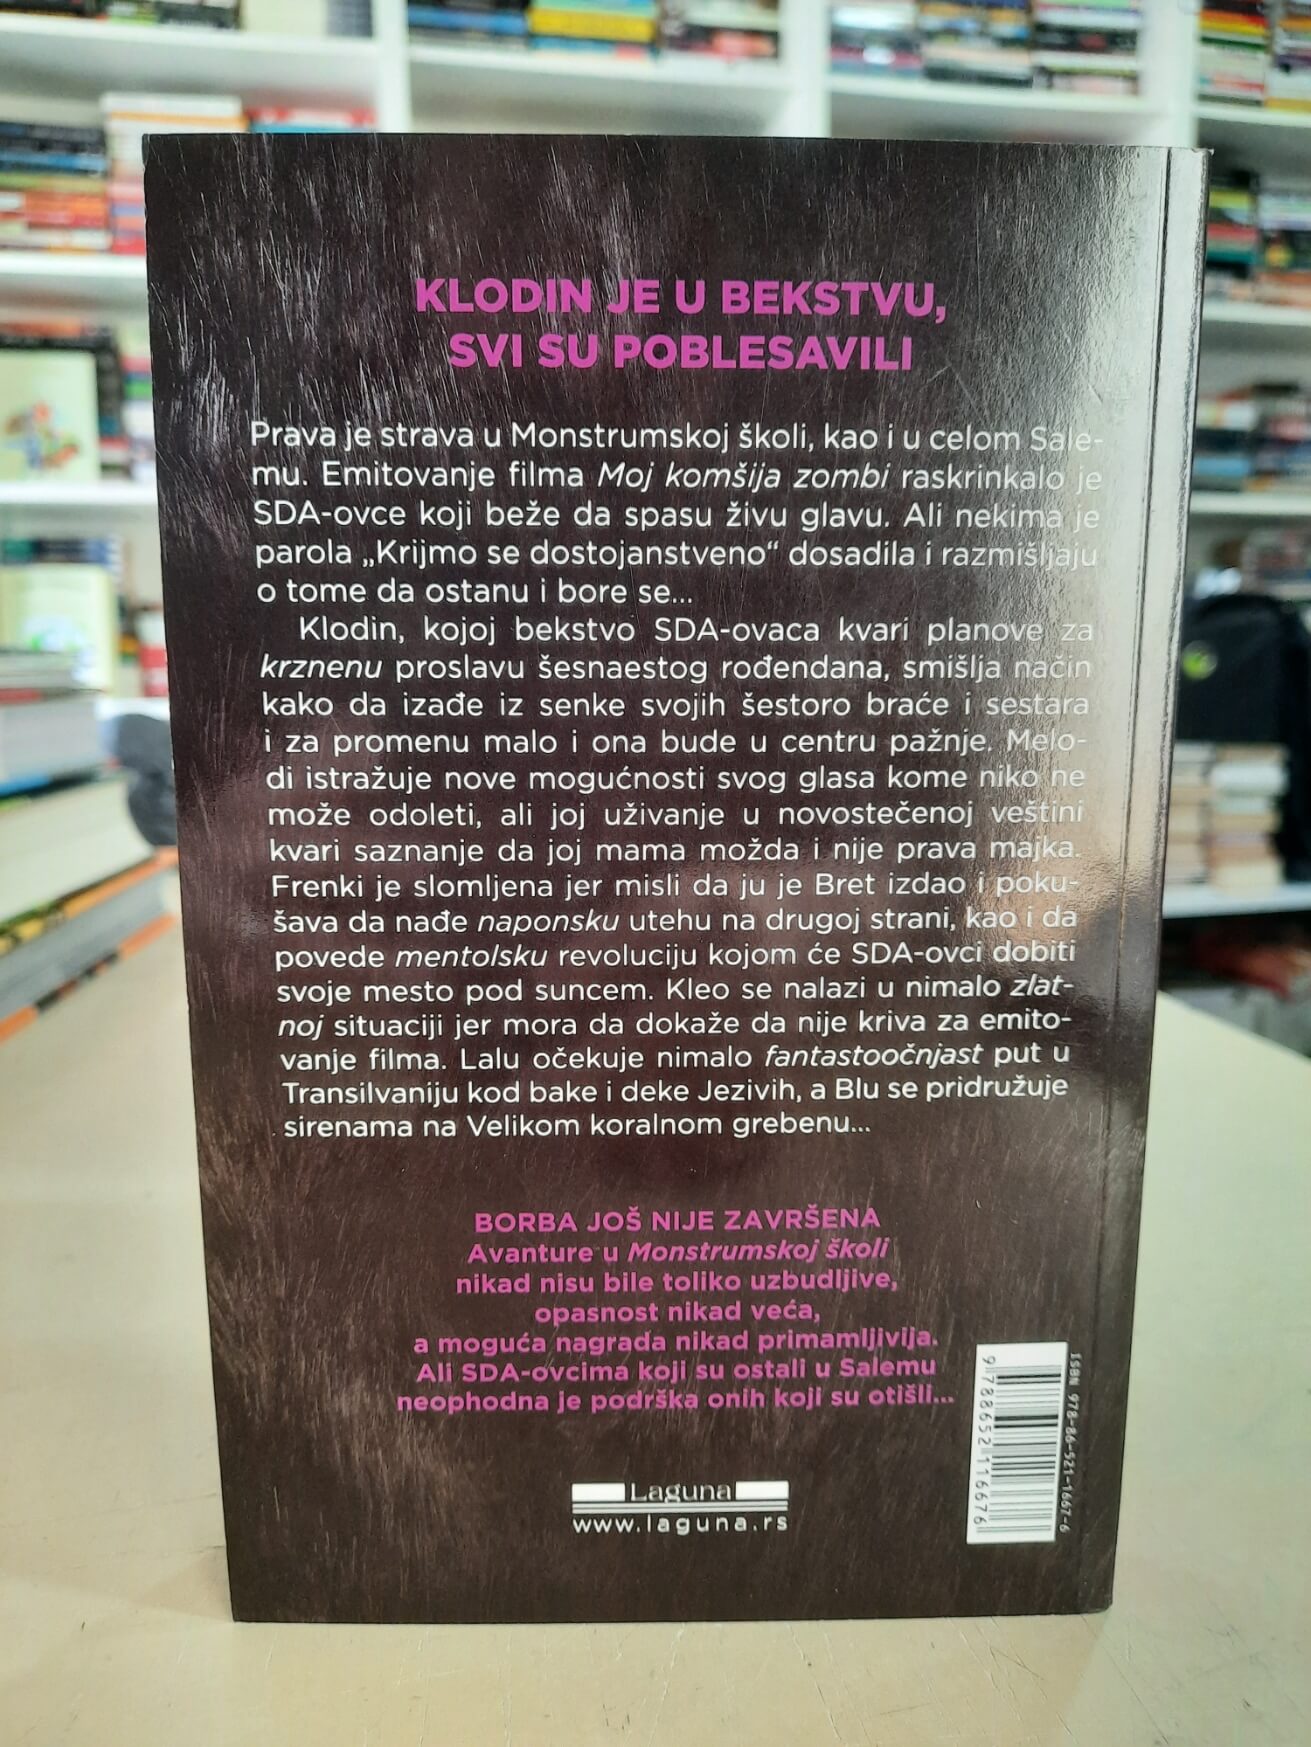 KLODIN JE U BEKSTVU,
SVI SU POBLESAVILI
Prava je strava u Monstrumskoj školi, kao i u celom Sale-
mu. Emitovanje filma Moj komšija zombi raskrinkalo je
SDA-ovce koji beže da spasu živu glavu. Ali nekima je
parola „Krijmo se dostojanstveno“ dosadila i razmišljaju
o tome da ostanu i bore se...
Klodin, kojoj bekstvo SDA-ovaca kvari planove za
krznenu proslavu šesnaestog rođendana, smišlja način
kako da izađe iz senke svojih šestoro braće i sestara
i za promenu malo i ona bude u centru pažnje. Melo-
di istražuje nove mogućnosti svog glasa kome niko ne
može odoleti, ali joj uživanje u novostečenoj veštini
kvari saznanje da joj mama možda i nije prava majka.
Frenki je slomljena jer misli da ju je Bret izdao i poku-
šava da nađe naponsku utehu na drugoj strani, kao i da
povede mentolsku revoluciju kojom će SDA-ovci dobiti
svoje mesto pod suncem. Kleo se nalazi u nimalo zlat-
noj situaciji jer mora da dokaže da nije kriva za emito-
vanje filma. Lalu očekuje nimalo fantastoočnjast put u
Transilvaniju kod bake i deke Jezivih, a Blu se pridružuje
sirenama na Velikom koralnom grebenu...
BORBA JOŠ NIJE ZAVRŠENA
Avanture u Monstrumskoj školi
nikad nisu bile toliko uzbudljive,
opasnost nikad veća,
a moguća nagrada nikad primamljivija.
Ali SDA-ovcima koji su ostali u Salemu
neophodna je podrška onih koji su otišli...
ISBN 978-86-521-1667-6
9788652116676
Laguna
www.laguna.rs